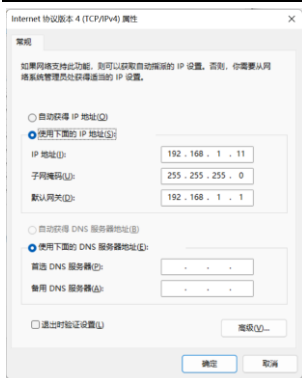 Internet 协议版本 4 (TCP/IPv4) 属性
常规
如果网络支持此功能，则可以获取自动指派的 IP 设置。否则，你需要从网
络系统管理员处获得适当的 IP 设置。
自动获得 IP 地址(O)
使用下面的 IP 地址(S):
IP 地址(I): 192 . 168 . 1 . 11
子网掩码(U): 255 . 255 . 255 . 0
默认网关(D): 192 . 168 . 1 . 1
自动获得 DNS 服务器地址(B)
使用下面的 DNS 服务器地址(E):
首选 DNS 服务器(P): . . .
备用 DNS 服务器(A): . . .
退出时验证设置(L)
高级(V)...
确定 取消